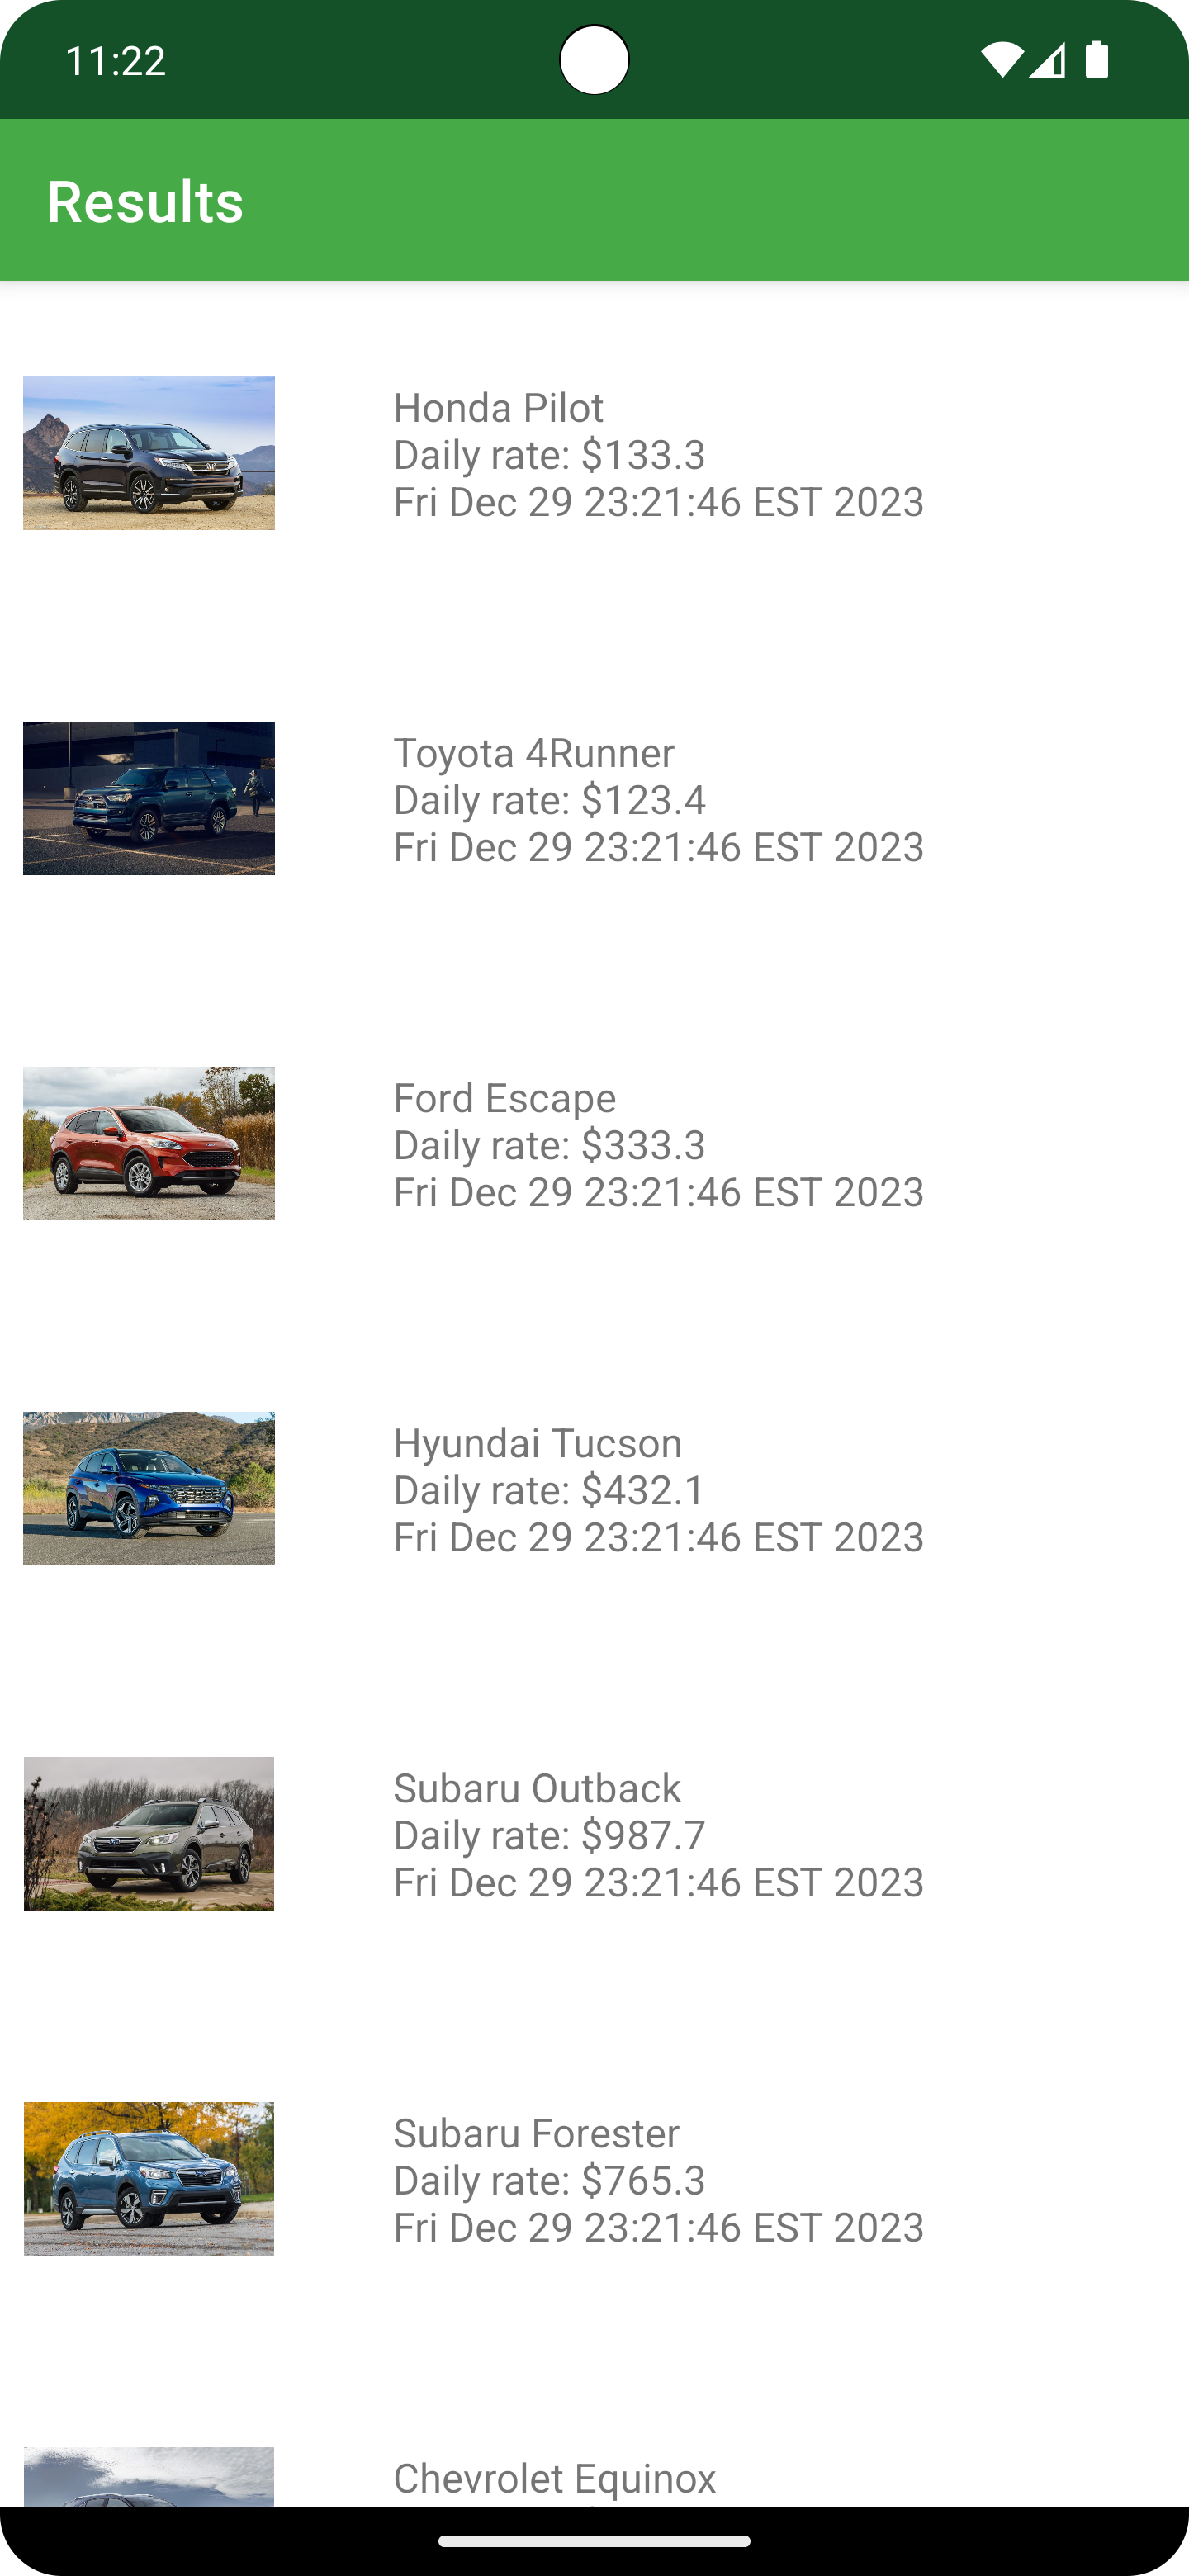 11:22
Results
Honda Pilot
Daily rate: $133.3
Fri Dec 29 23:21:46 EST 2023
Toyota 4Runner
Daily rate: $123.4
Fri Dec 29 23:21:46 EST 2023
Ford Escape
Daily rate: $333.3
Fri Dec 29 23:21:46 EST 2023
Hyundai Tucson
Daily rate: $432.1
Fri Dec 29 23:21:46 EST 2023
Subaru Outback
Daily rate: $987.7
Fri Dec 29 23:21:46 EST 2023
Subaru Forester
Daily rate: $765.3
Fri Dec 29 23:21:46 EST 2023
Chevrolet Equinox